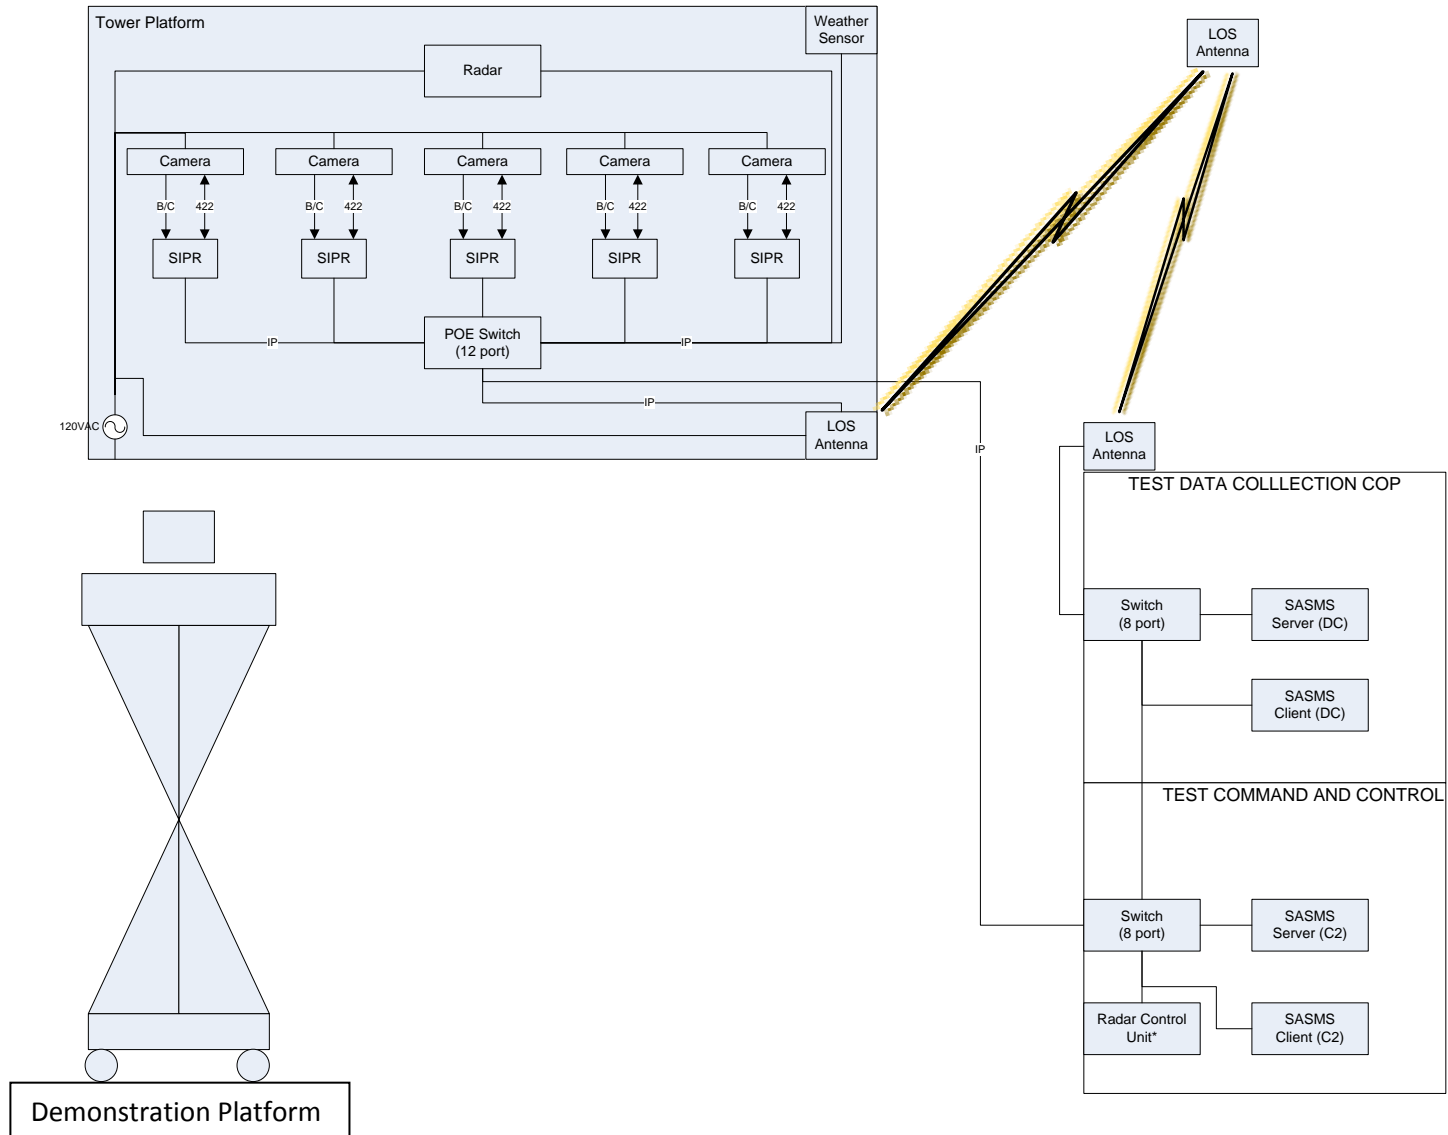 Tower Platform
Weather
Sensor
LOS
Antenna
Radar
Camera
Camera
Camera
Camera
Camera
B/C
422
B/C
422
B/C
422
B/C
422
B/C
422
SIPR
SIPR
SIPR
SIPR
SIPR
POE Switch
(12 port)
IP
IP
IP
120VAC
LOS
Antenna
IP
LOS
Antenna
TEST DATA COLLLECTION COP
Switch
(8 port)
SASMS
Server (DC)
SASMS
Client (DC)
TEST COMMAND AND CONTROL
Switch
(8 port)
SASMS
Server (C2)
Radar Control
Unit*
SASMS
Client (C2)
Demonstration Platform